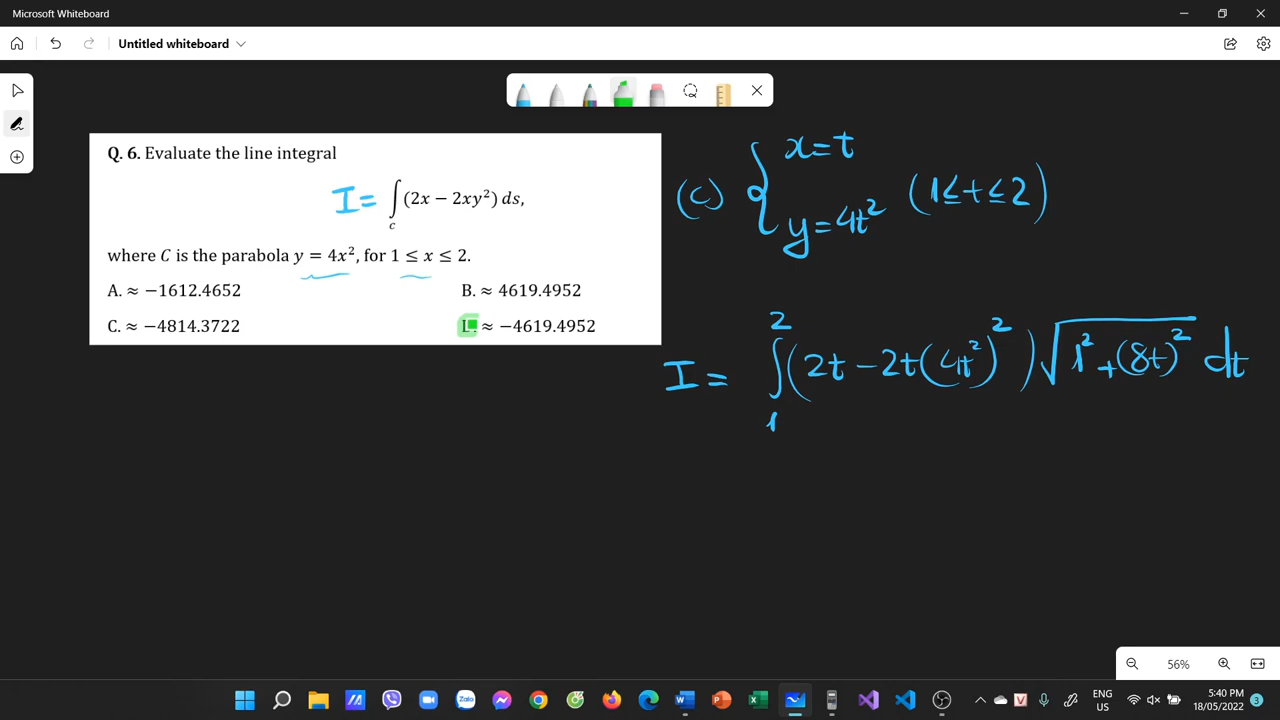 Microsoft Whiteboard
Untitled whiteboard
Q. 6. Evaluate the line integral
I = ∫_c (2x − 2xy²) ds,
where C is the parabola y = 4x², for 1 ≤ x ≤ 2.
A. ≈ −1612.4652 B. ≈ 4619.4952
C. ≈ −4814.3722 D. ≈ −4619.4952
(C) { x=t
y=4t² (1≤t≤2)
I = ∫₁² (2t − 2t(4t²)²) √(1²+(8t)²) dt
56%
Zalo
ENG
US
V
5:40 PM
18/05/2022
3